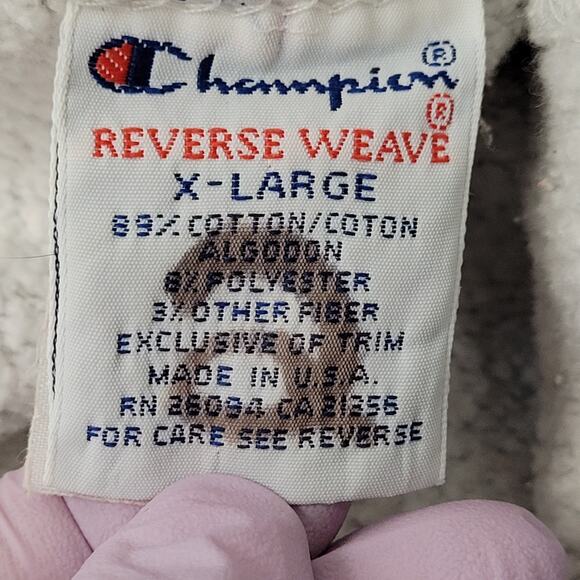 Champion®
REVERSE WEAVE®
X-LARGE
89% COTTON/COTON
ALGODON
8% POLYESTER
3% OTHER FIBER
EXCLUSIVE OF TRIM
MADE IN U.S.A.
RN 26094 CA 21256
FOR CARE SEE REVERSE